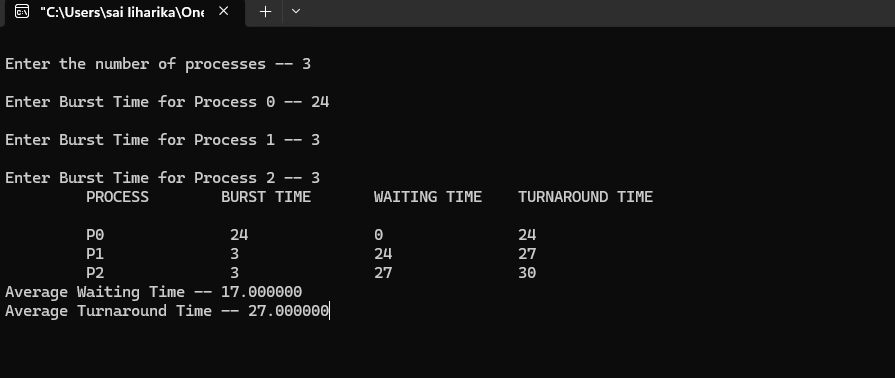 "C:\Users\sai liharika\One
Enter the number of processes -- 3
Enter Burst Time for Process 0 -- 24
Enter Burst Time for Process 1 -- 3
Enter Burst Time for Process 2 -- 3
PROCESS BURST TIME WAITING TIME TURNAROUND TIME
P0 24 0 24
P1 3 24 27
P2 3 27 30
Average Waiting Time -- 17.000000
Average Turnaround Time -- 27.000000